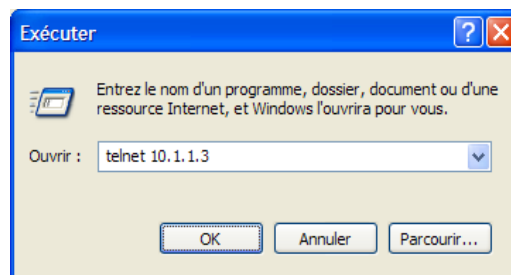 Exécuter
Entrez le nom d'un programme, dossier, document ou d'une
ressource Internet, et Windows l'ouvrira pour vous.
Ouvrir : telnet 10.1.1.3
OK Annuler Parcourir...